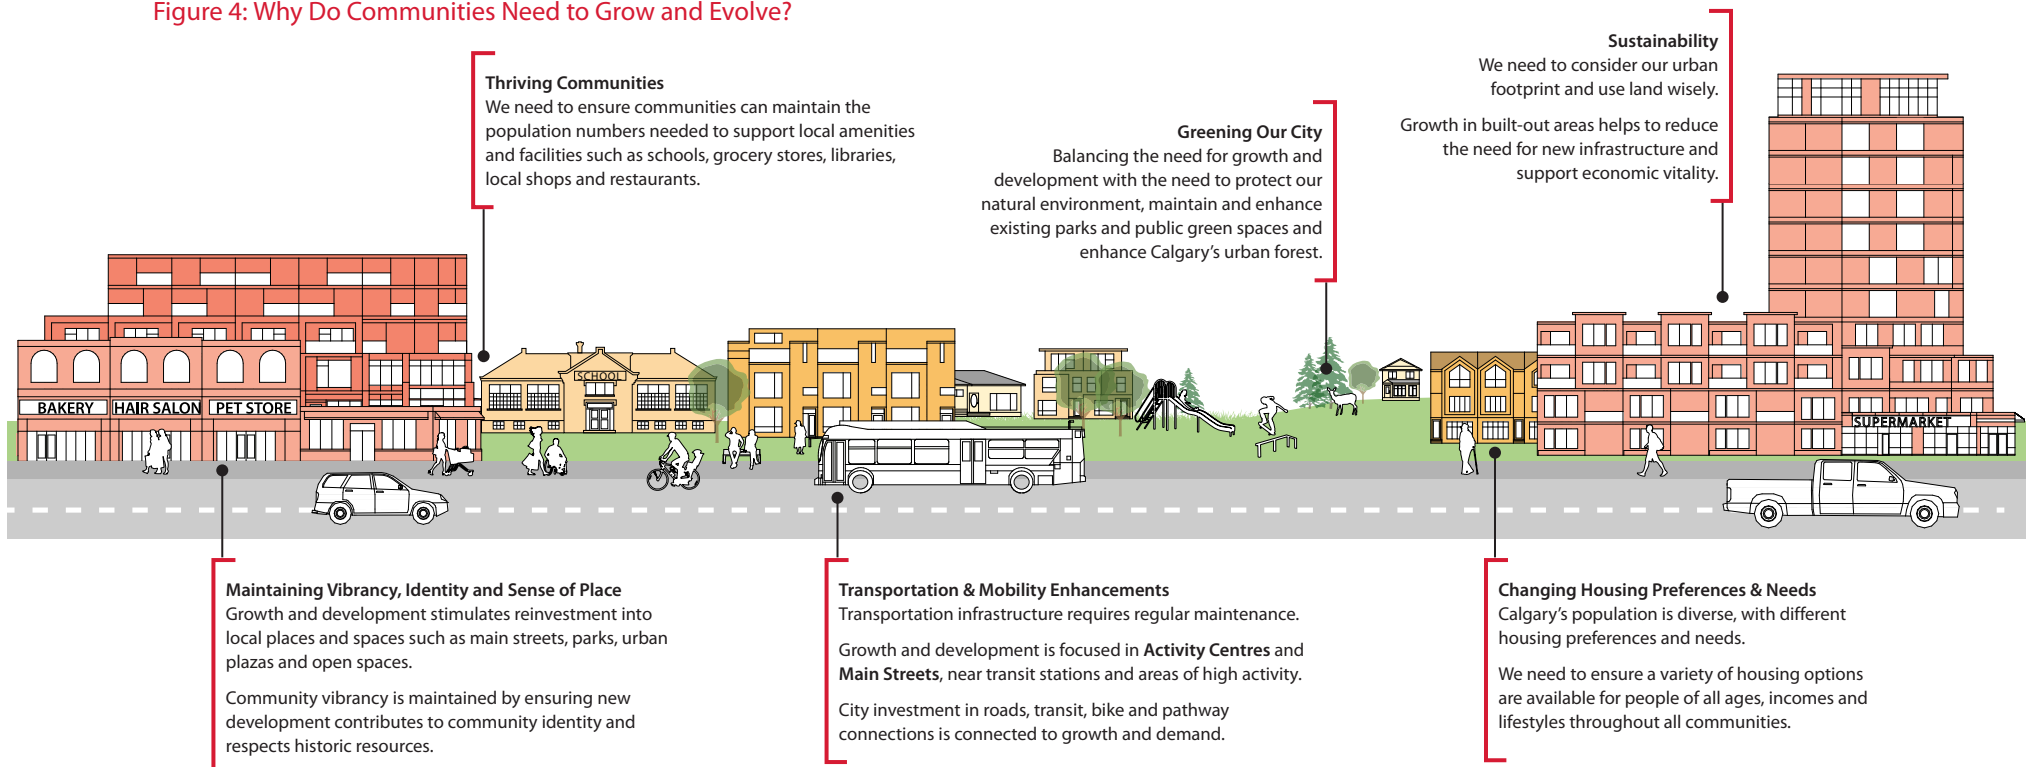 Figure 4: Why Do Communities Need to Grow and Evolve?
Thriving Communities
We need to ensure communities can maintain the
population numbers needed to support local amenities
and facilities such as schools, grocery stores, libraries,
local shops and restaurants.
Greening Our City
Balancing the need for growth and
development with the need to protect our
natural environment, maintain and enhance
existing parks and public green spaces and
enhance Calgary's urban forest.
Sustainability
We need to consider our urban
footprint and use land wisely.
Growth in built-out areas helps to reduce
the need for new infrastructure and
support economic vitality.
BAKERY
HAIR SALON
PET STORE
SCHOOL
SUPERMARKET
Maintaining Vibrancy, Identity and Sense of Place
Growth and development stimulates reinvestment into
local places and spaces such as main streets, parks, urban
plazas and open spaces.
Community vibrancy is maintained by ensuring new
development contributes to community identity and
respects historic resources.
Transportation & Mobility Enhancements
Transportation infrastructure requires regular maintenance.
Growth and development is focused in Activity Centres and
Main Streets, near transit stations and areas of high activity.
City investment in roads, transit, bike and pathway
connections is connected to growth and demand.
Changing Housing Preferences & Needs
Calgary's population is diverse, with different
housing preferences and needs.
We need to ensure a variety of housing options
are available for people of all ages, incomes and
lifestyles throughout all communities.